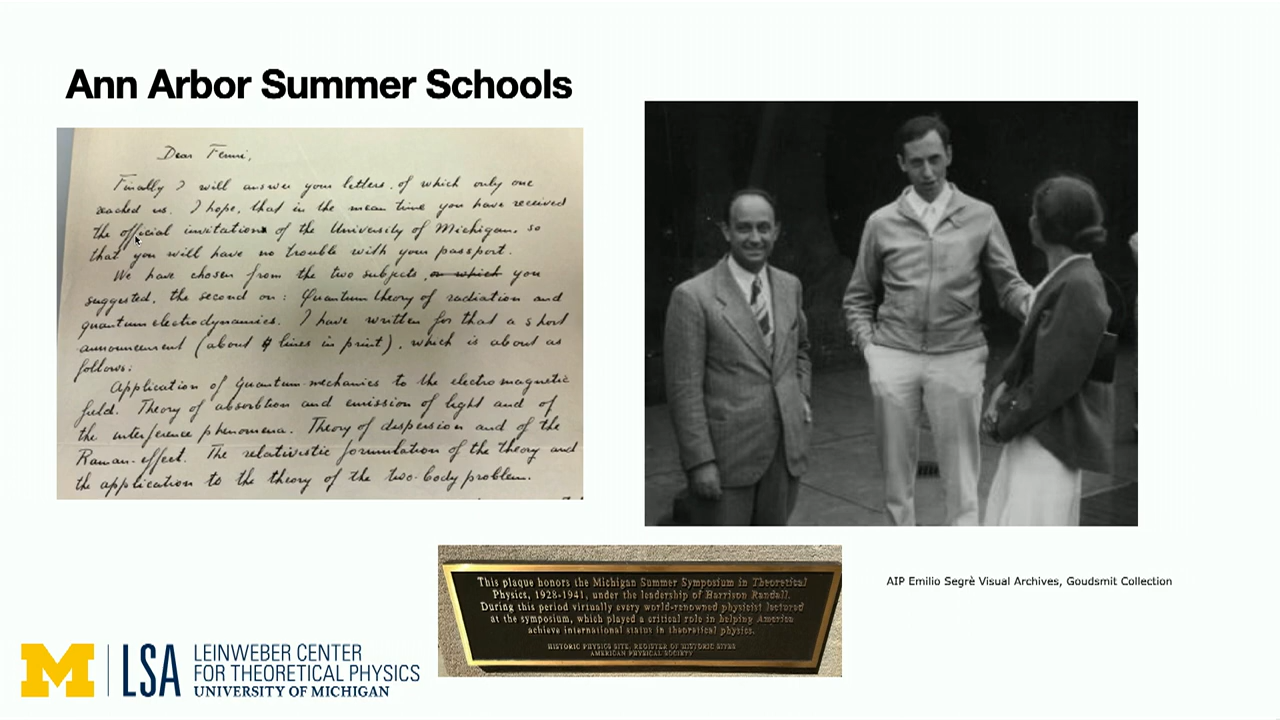 Ann Arbor Summer Schools
Dear Fermi,
Finally I will answer your letters, of which only one
reached us. I hope, that in the mean time you have received
the official invitations of the University of Michigan, so
that you will have no trouble with your passport.
We have chosen from the two subjects, on which you
suggested, the second on: Quantum theory of radiation and
quantum electrodynamics. I have written for that a short
announcement (about 4 lines in print), which is about as
follows:
Application of Quantum-mechanics to the electromagnetic
field. Theory of absorbtion and emission of light and of
the interference phenomena. Theory of dispersion and of the
Raman-effect. The relativistic formulation of the theory and
the application to the theory of the two-body problem.
This plaque honors the Michigan Summer Symposium in Theoretical
Physics, 1928-1941, under the leadership of Harrison Randall.
During this period virtually every world-renowned physicist lectured
at the symposium, which played a critical role in helping America
achieve international status in theoretical physics.
HISTORIC PHYSICS SITE, REGISTER OF HISTORIC SITES
AMERICAN PHYSICAL SOCIETY
AIP Emilio Segrè Visual Archives, Goudsmit Collection
M LSA
LEINWEBER CENTER
FOR THEORETICAL PHYSICS
UNIVERSITY OF MICHIGAN